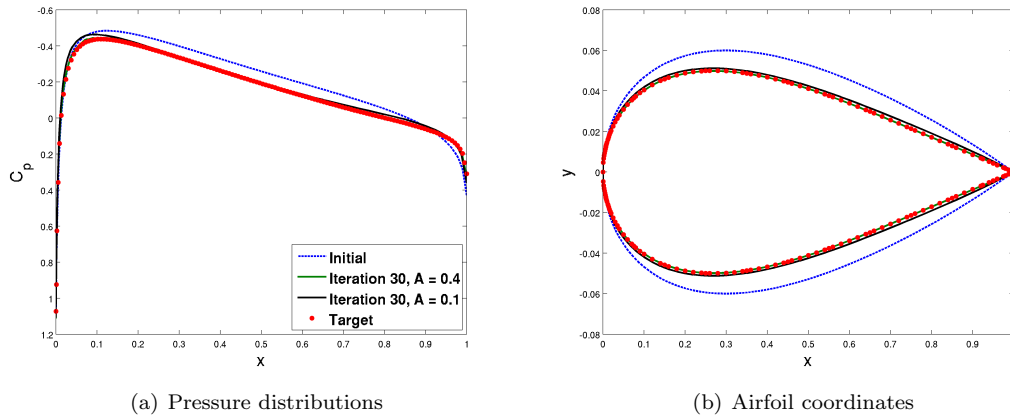 -0.6
-0.4
-0.2
0
0.2
0.4
0.6
0.8
1
1.2
C_p
0 0.1 0.2 0.3 0.4 0.5 0.6 0.7 0.8 0.9 1
x
Initial
Iteration 30, A = 0.4
Iteration 30, A = 0.1
Target
(a) Pressure distributions
0.08
0.06
0.04
0.02
0
-0.02
-0.04
-0.06
-0.08
y
0 0.1 0.2 0.3 0.4 0.5 0.6 0.7 0.8 0.9
x
(b) Airfoil coordinates